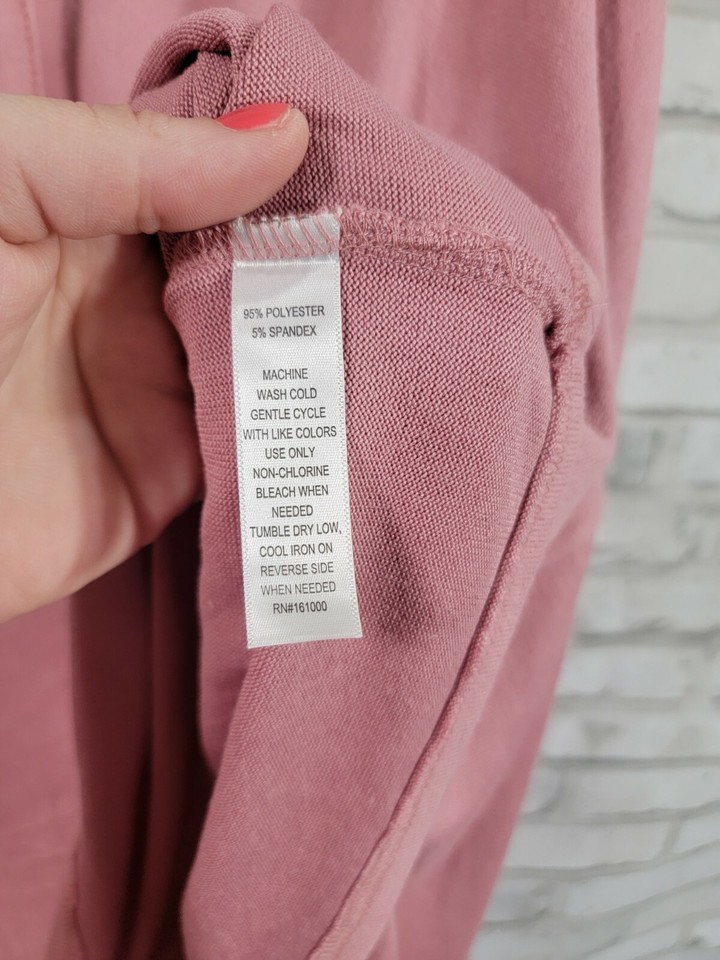 95% POLYESTER
5% SPANDEX
MACHINE
WASH COLD
GENTLE CYCLE
WITH LIKE COLORS
USE ONLY
NON-CHLORINE
BLEACH WHEN
NEEDED
TUMBLE DRY LOW,
COOL IRON ON
REVERSE SIDE
WHEN NEEDED
RN#161000